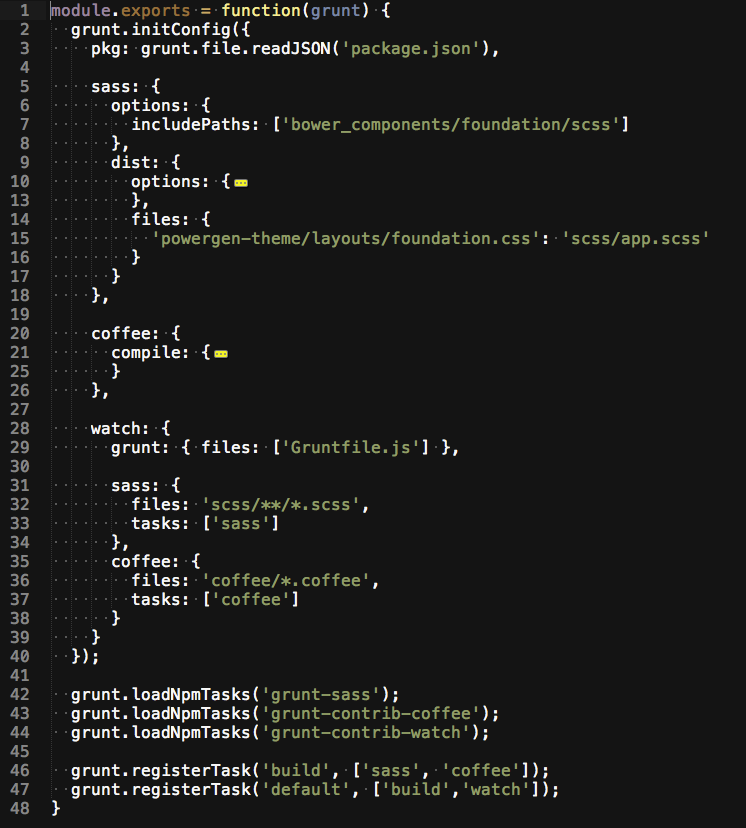 1 module.exports = function(grunt) {
2   grunt.initConfig({
3     pkg: grunt.file.readJSON('package.json'),
4
5     sass: {
6       options: {
7         includePaths: ['bower_components/foundation/scss']
8       },
9       dist: {
10         options: {
13         },
14         files: {
15           'powergen-theme/layouts/foundation.css': 'scss/app.scss'
16         }
17       }
18     },
19
20     coffee: {
21       compile: {
25       }
26     },
27
28     watch: {
29       grunt: { files: ['Gruntfile.js'] },
30
31       sass: {
32         files: 'scss/**/*.scss',
33         tasks: ['sass']
34       },
35       coffee: {
36         files: 'coffee/*.coffee',
37         tasks: ['coffee']
38       }
39     }
40   });
41
42   grunt.loadNpmTasks('grunt-sass');
43   grunt.loadNpmTasks('grunt-contrib-coffee');
44   grunt.loadNpmTasks('grunt-contrib-watch');
45
46   grunt.registerTask('build', ['sass', 'coffee']);
47   grunt.registerTask('default', ['build','watch']);
48 }